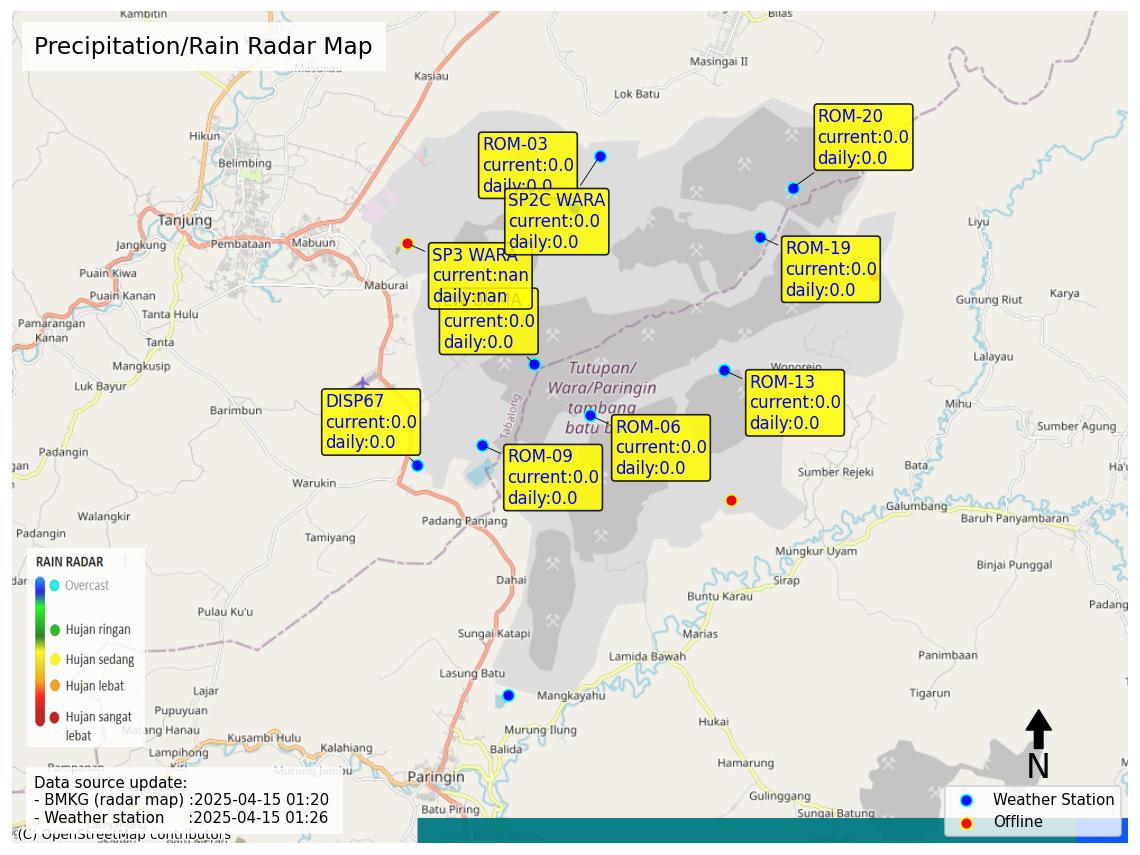 Kambitin
Bilas
Precipitation/Rain Radar Map
Masukau
Kasiau
Masingai II
Lok Batu
Hikun
Belimbing
ROM-03
current:0.0
daily:0.0
ROM-20
current:0.0
daily:0.0
SP2C WARA
current:0.0
daily:0.0
Tanjung
Jangkung
Pembataan
Mabuun
Liyu
SP3 WARA
current:nan
daily:nan
ROM-19
current:0.0
daily:0.0
Puain Kiwa
Maburai
Puain Kanan
Tanta Hulu
current:0.0
daily:0.0
Gunung Riut
Karya
Pamarangan
Kanan
Tanta
Mangkusip
Lalayau
Luk Bayur
Tutupan/
Wara/Paringin
tambang
batu b
Wonorejo
ROM-13
current:0.0
daily:0.0
Tabalong
DISP67
current:0.0
daily:0.0
Barimbun
Mihu
ROM-06
current:0.0
daily:0.0
Sumber Agung
Padangin
ROM-09
current:0.0
daily:0.0
Bata
Sumber Rejeki
Warukin
Galumbang
Walangkir
Padang Panjang
Baruh Panyambaran
Padangin
Tamiyang
Mungkur Uyam
Binjai Punggal
RAIN RADAR
Overcast
Hujan ringan
Hujan sedang
Hujan lebat
Hujan sangat
lebat
Dahai
Sirap
Buntu Karau
Padang
Pulau Ku'u
Sungai Katapi
Marias
Lamida Bawah
Panimbaan
Lasung Batu
Lajar
Mangkayahu
Tigarun
Pupuyuan
Matang Hanau
Hukai
Murung Ilung
Kusambi Hulu
Lampihong
Kalahiang
Balida
Hamarung
N
Murung Jambu
Paringin
Data source update:
- BMKG (radar map) :2025-04-15 01:20
- Weather station :2025-04-15 01:26
Batu Piring
Gulinggang
Sungai Batung
Weather Station
Offline
(C) OpenStreetMap contributors